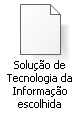 Solução de
Tecnologia da
Informação
escolhida